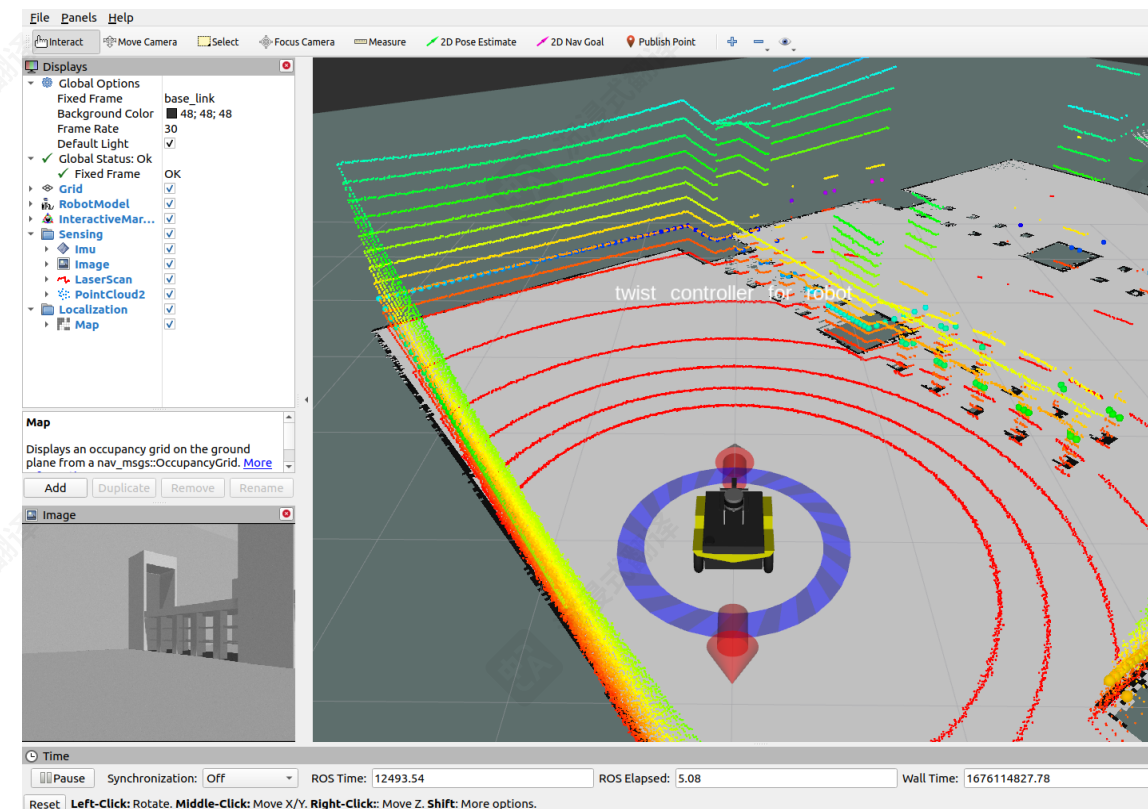 File Panels Help
Interact Move Camera Select Focus Camera Measure 2D Pose Estimate 2D Nav Goal Publish Point
Displays
Global Options
Fixed Frame base_link
Background Color 48; 48; 48
Frame Rate 30
Default Light
Global Status: Ok
Fixed Frame OK
Grid
RobotModel
InteractiveMar...
Sensing
Imu
Image
LaserScan
PointCloud2
Localization
Map
twist controller for robot
Map
Displays an occupancy grid on the ground
plane from a nav_msgs::OccupancyGrid. More
Add Duplicate Remove Rename
Image
Time
Pause Synchronization: Off ROS Time: 12493.54 ROS Elapsed: 5.08 Wall Time: 1676114827.78
Reset Left-Click: Rotate. Middle-Click: Move X/Y. Right-Click:: Move Z. Shift: More options.